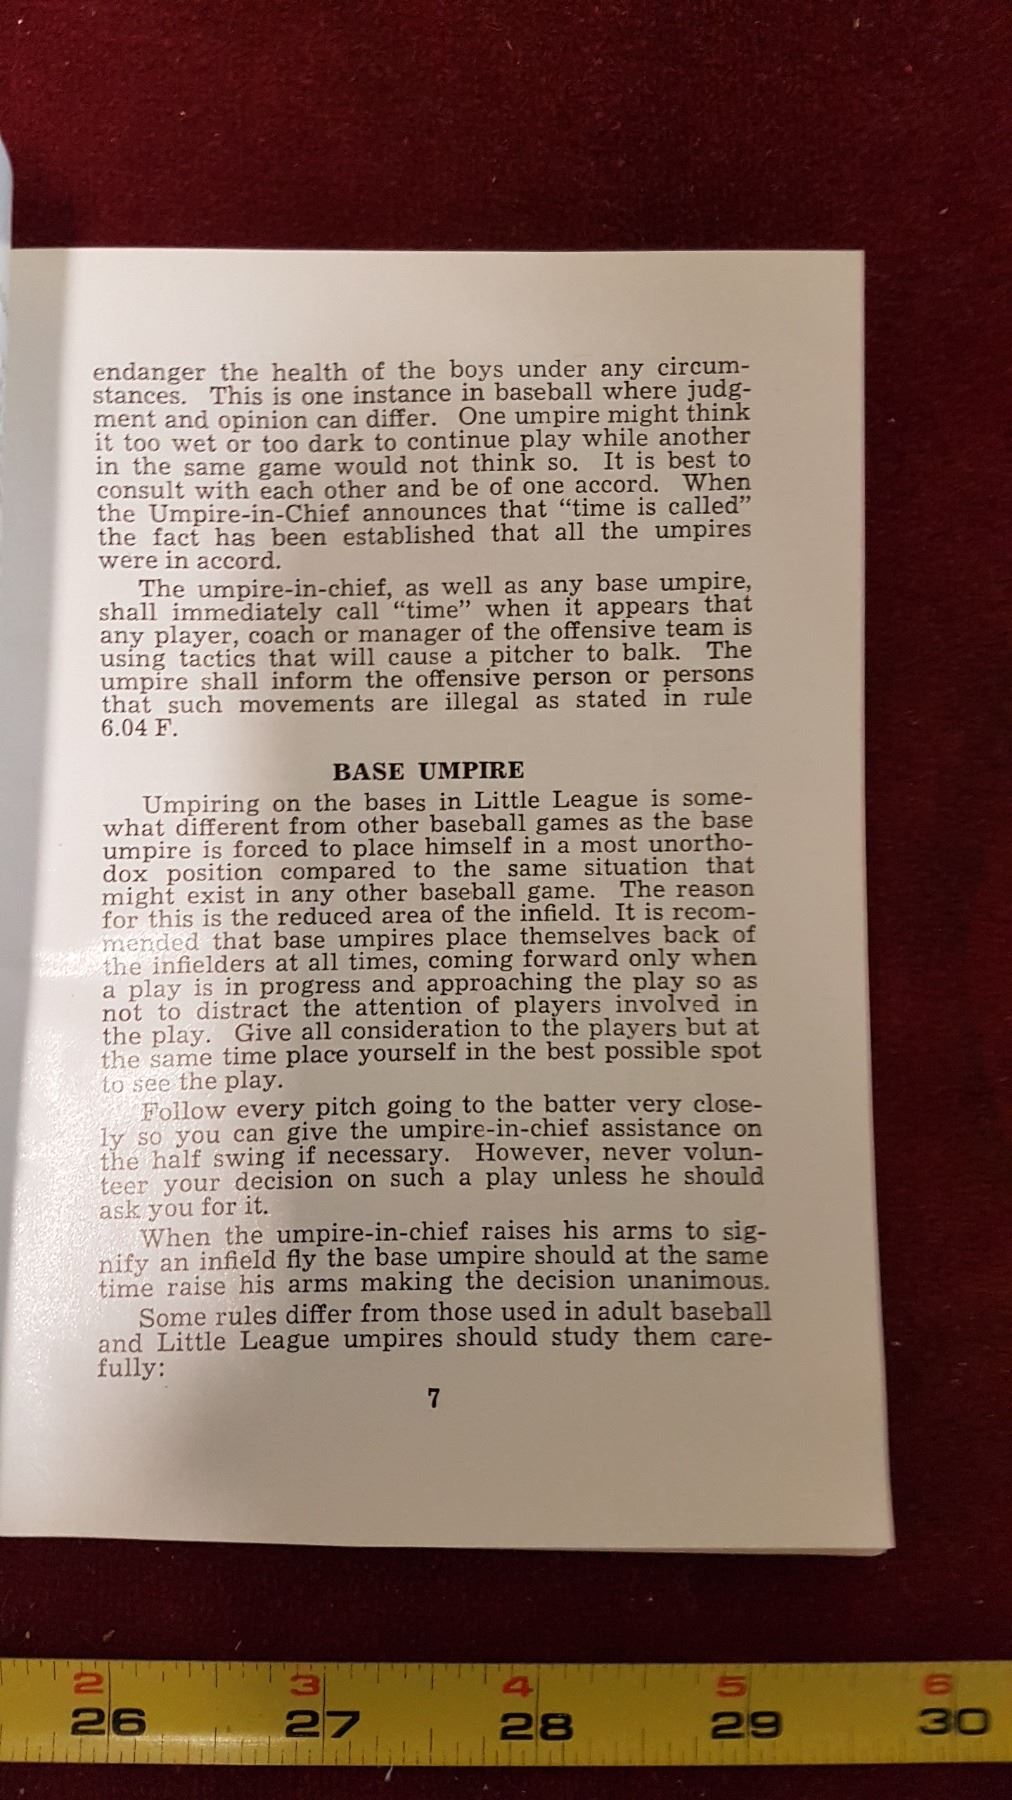 endanger the health of the boys under any circum-
stances. This is one instance in baseball where judg-
ment and opinion can differ. One umpire might think
it too wet or too dark to continue play while another
in the same game would not think so. It is best to
consult with each other and be of one accord. When
the Umpire-in-Chief announces that “time is called”
the fact has been established that all the umpires
were in accord.
The umpire-in-chief, as well as any base umpire,
shall immediately call “time” when it appears that
any player, coach or manager of the offensive team is
using tactics that will cause a pitcher to balk. The
umpire shall inform the offensive person or persons
that such movements are illegal as stated in rule
6.04 F.
BASE UMPIRE
Umpiring on the bases in Little League is some-
what different from other baseball games as the base
umpire is forced to place himself in a most unortho-
dox position compared to the same situation that
might exist in any other baseball game. The reason
for this is the reduced area of the infield. It is recom-
mended that base umpires place themselves back of
the infielders at all times, coming forward only when
a play is in progress and approaching the play so as
not to distract the attention of players involved in
the play. Give all consideration to the players but at
the same time place yourself in the best possible spot
to see the play.
Follow every pitch going to the batter very close-
ly so you can give the umpire-in-chief assistance on
the half swing if necessary. However, never volun-
teer your decision on such a play unless he should
ask you for it.
When the umpire-in-chief raises his arms to sig-
nify an infield fly the base umpire should at the same
time raise his arms making the decision unanimous.
Some rules differ from those used in adult baseball
and Little League umpires should study them care-
fully:
7
2 3 4 5 6
26 27 28 29 30